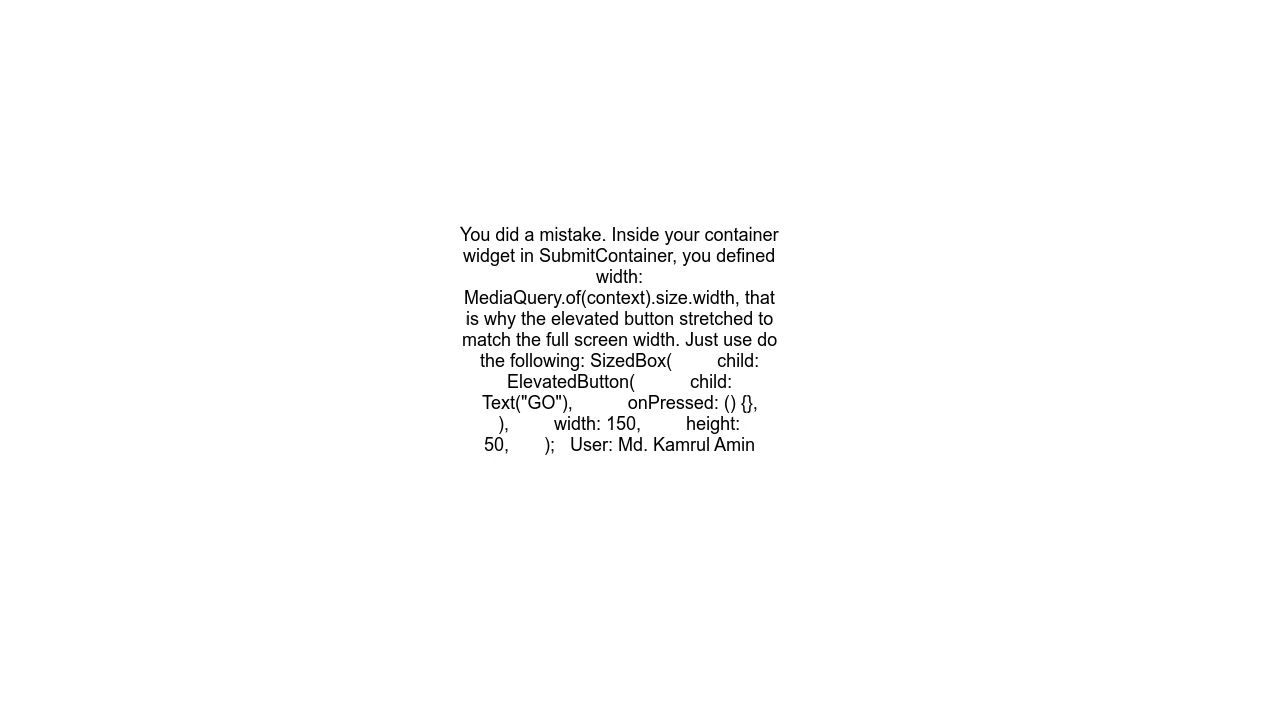 You did a mistake. Inside your container
widget in SubmitContainer, you defined
width:
MediaQuery.of(context).size.width, that
is why the elevated button stretched to
match the full screen width. Just use do
the following: SizedBox(         child:
ElevatedButton(           child:
Text("GO"),           onPressed: () {},
),         width: 150,         height:
50,       );   User: Md. Kamrul Amin